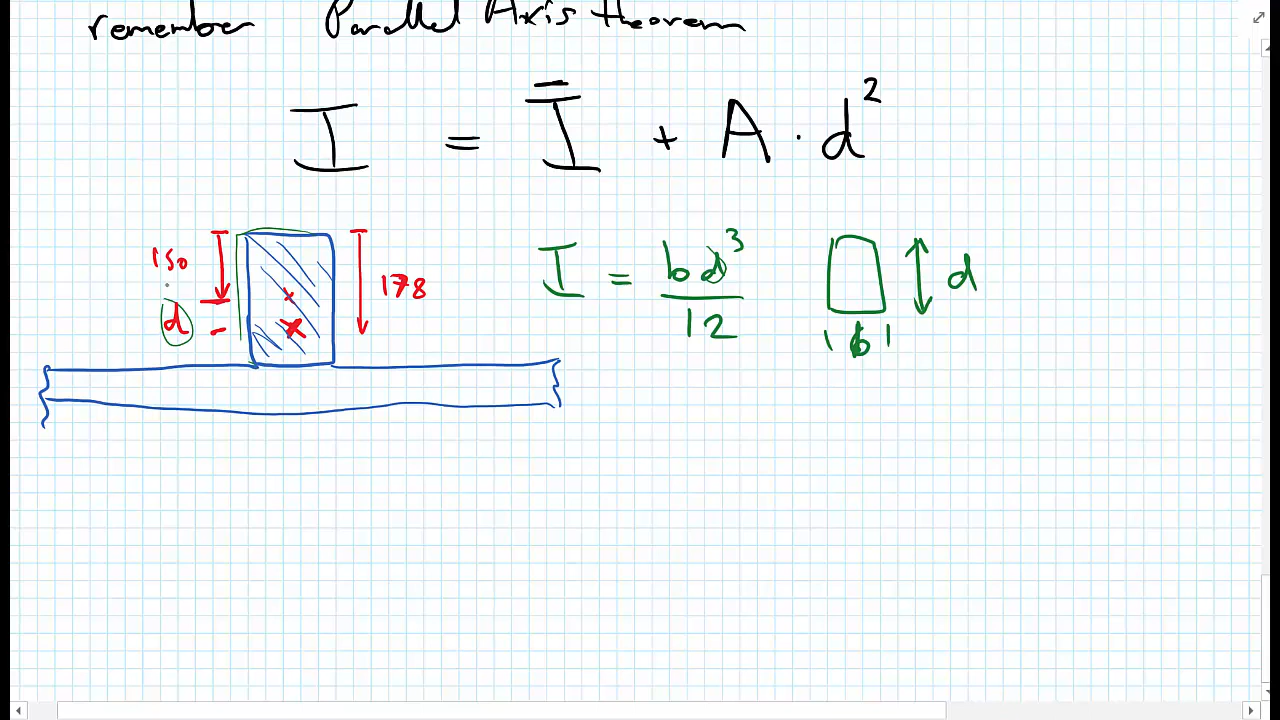 remember Parallel Axis theorem
I = Ī + A · d²
150
178
d
I = bd³
12
d
b